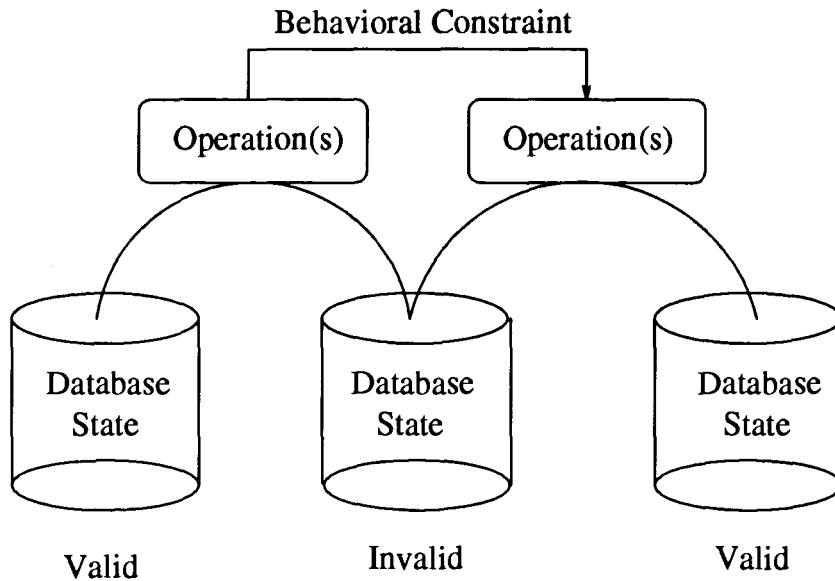 Behavioral Constraint
Operation(s)
Operation(s)
Database
State
Database
State
Database
State
Valid
Invalid
Valid